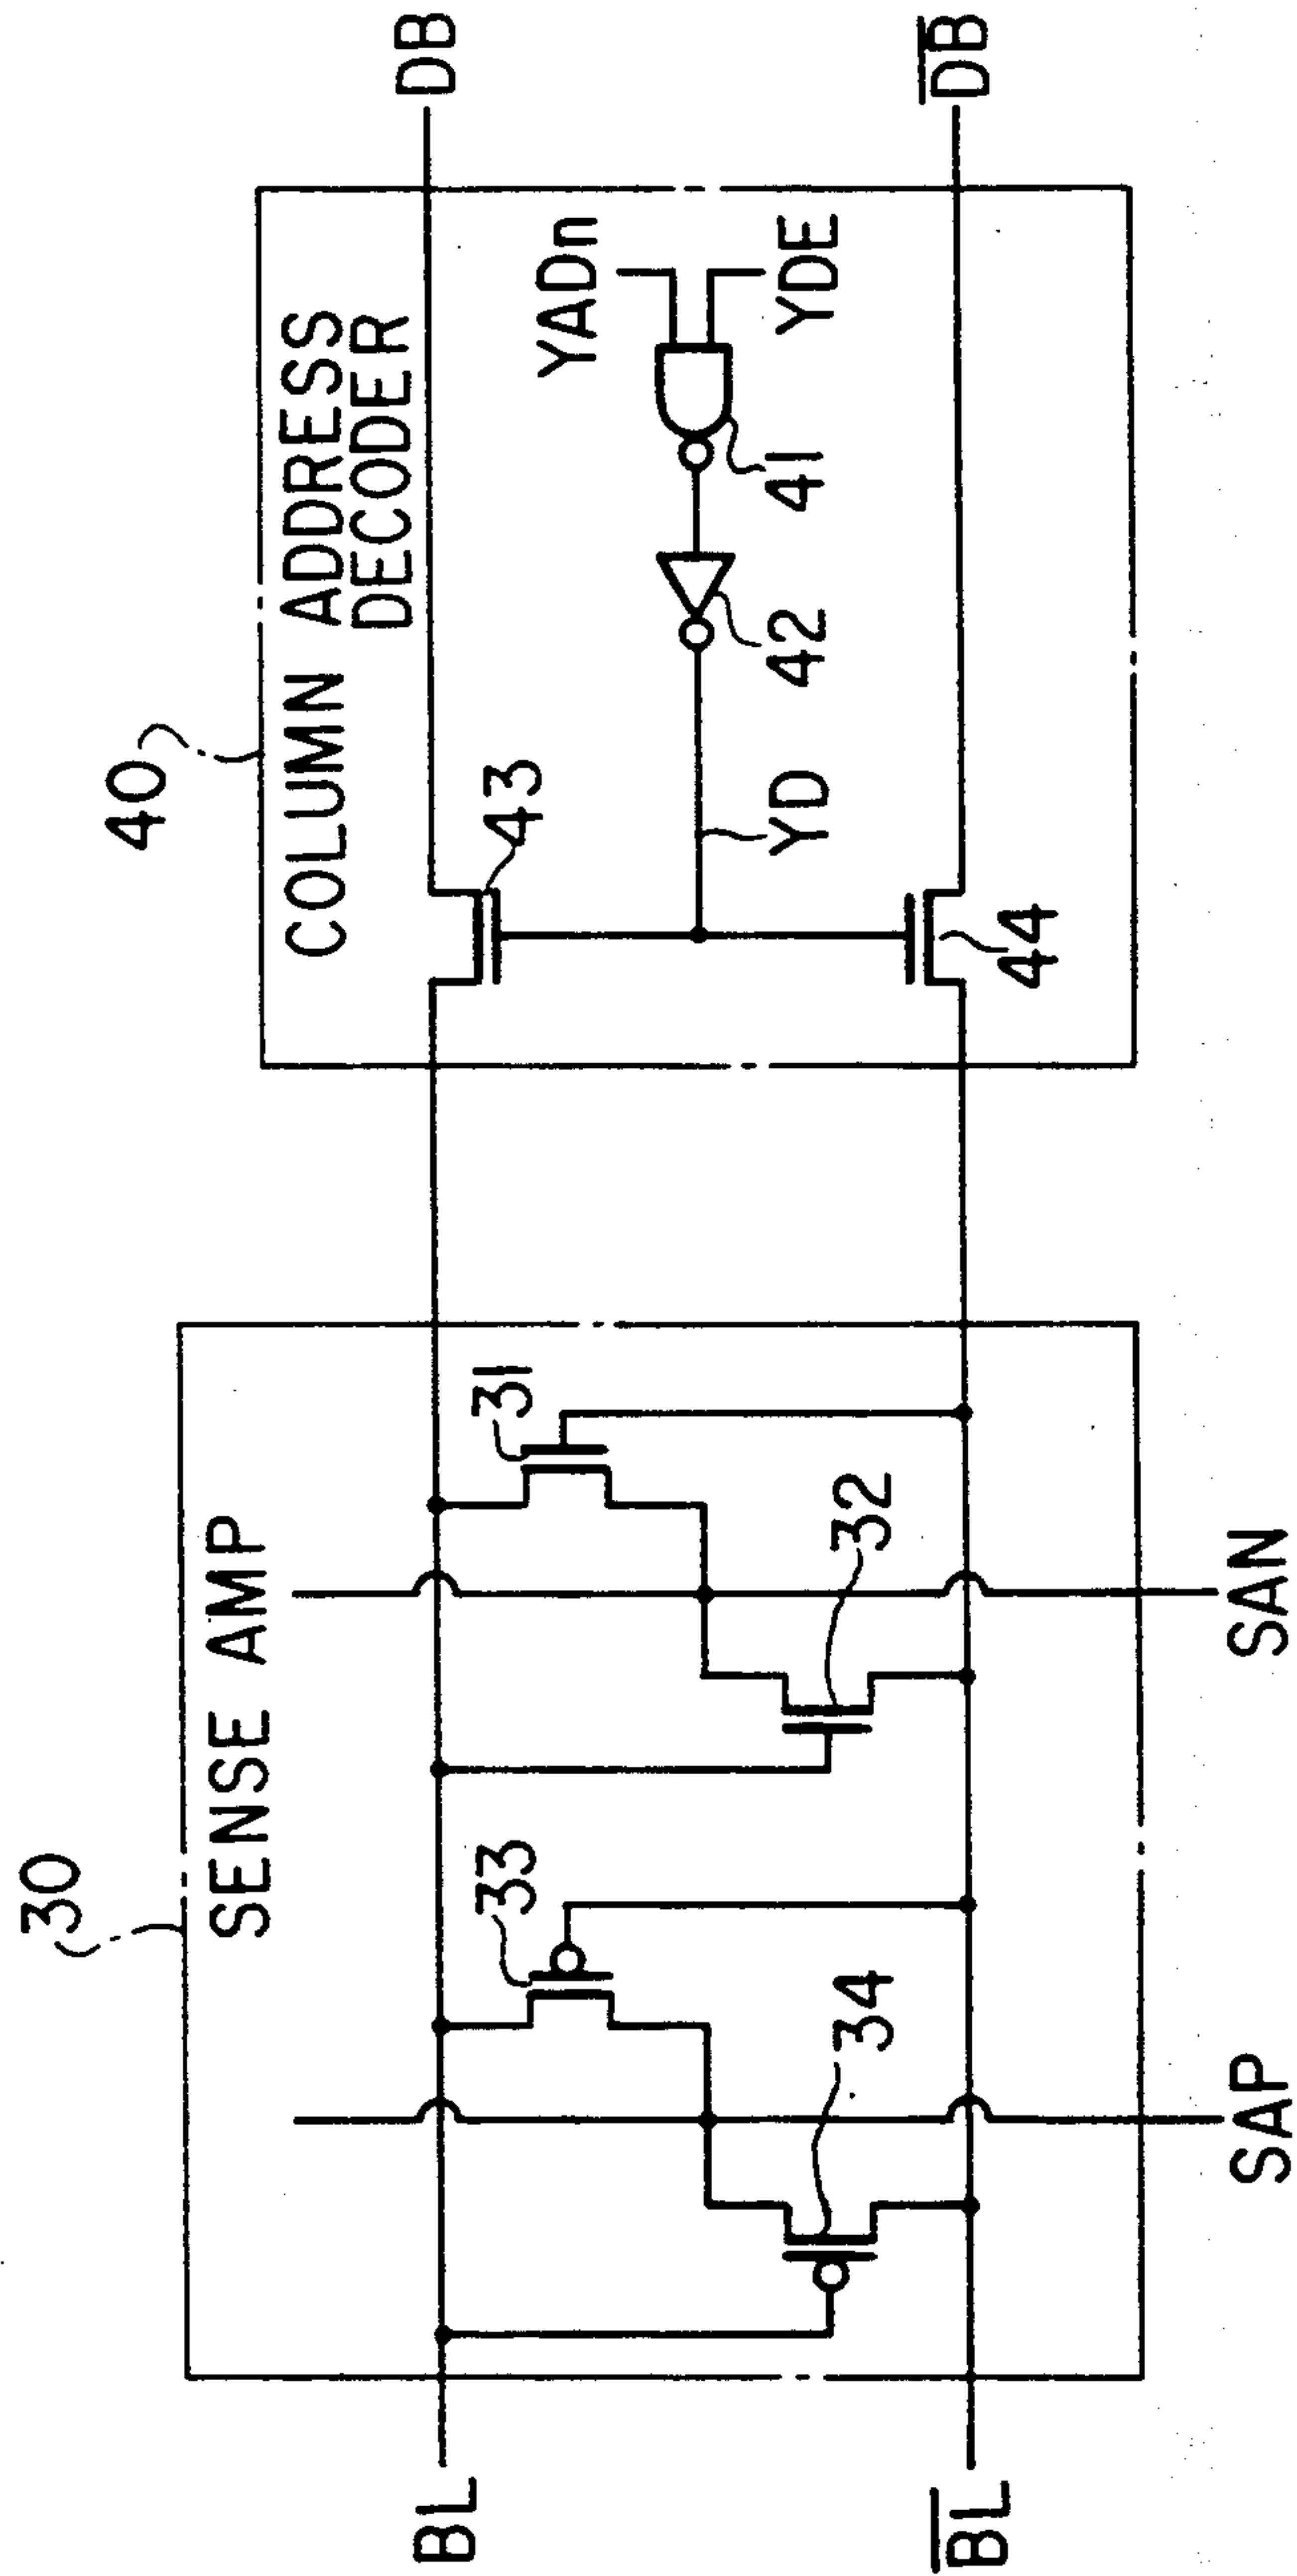 30
SENSE AMP
BL
33
34
31
32
B̅L̅
SAP
SAN
40
COLUMN ADDRESS
DECODER
DB
43
YADn
YD
42
41
YDE
44
D̅B̅